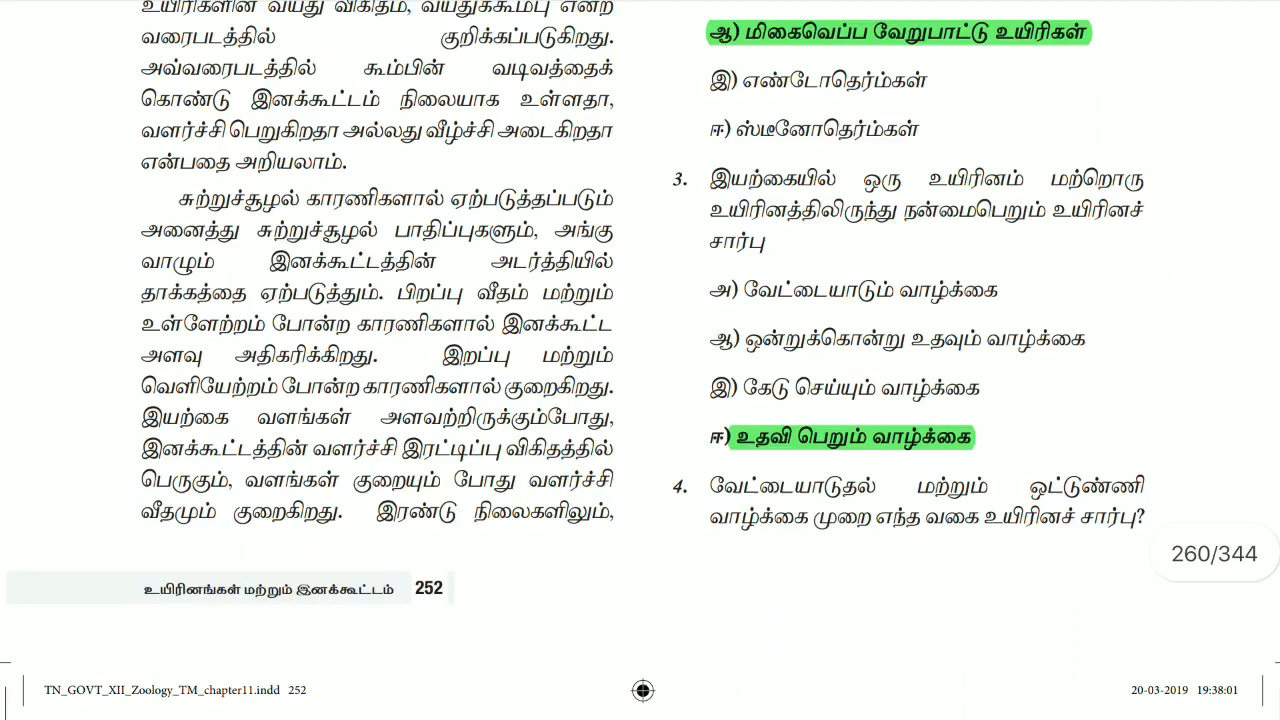 உயிரிகளின் வயது விகிதம், வயதுக்கூம்பு என்ற
வரைபடத்தில் குறிக்கப்படுகிறது.
அவ்வரைபடத்தில் கூம்பின் வடிவத்தைக்
கொண்டு இனக்கூட்டம் நிலையாக உள்ளதா,
வளர்ச்சி பெறுகிறதா அல்லது வீழ்ச்சி அடைகிறதா
என்பதை அறியலாம்.
சுற்றுச்சூழல் காரணிகளால் ஏற்படுத்தப்படும்
அனைத்து சுற்றுச்சூழல் பாதிப்புகளும், அங்கு
வாழும் இனக்கூட்டத்தின் அடர்த்தியில்
தாக்கத்தை ஏற்படுத்தும். பிறப்பு வீதம் மற்றும்
உள்ளேற்றம் போன்ற காரணிகளால் இனக்கூட்ட
அளவு அதிகரிக்கிறது. இறப்பு மற்றும்
வெளியேற்றம் போன்ற காரணிகளால் குறைகிறது.
இயற்கை வளங்கள் அளவற்றிருக்கும்போது,
இனக்கூட்டத்தின் வளர்ச்சி இரட்டிப்பு விகிதத்தில்
பெருகும், வளங்கள் குறையும் போது வளர்ச்சி
வீதமும் குறைகிறது. இரண்டு நிலைகளிலும்,
ஆ) மிகைவெப்ப வேறுபாட்டு உயிரிகள்
இ) எண்டோதெர்ம்கள்
ஈ) ஸ்டீனோதெர்ம்கள்
3. இயற்கையில் ஒரு உயிரினம் மற்றொரு
உயிரினத்திலிருந்து நன்மைபெறும் உயிரினச்
சார்பு
அ) வேட்டையாடும் வாழ்க்கை
ஆ) ஒன்றுக்கொன்று உதவும் வாழ்க்கை
இ) கேடு செய்யும் வாழ்க்கை
ஈ) உதவி பெறும் வாழ்க்கை
4. வேட்டையாடுதல் மற்றும் ஒட்டுண்ணி
வாழ்க்கை முறை எந்த வகை உயிரினச் சார்பு?
260/344
உயிரினங்கள் மற்றும் இனக்கூட்டம் 252
TN_GOVT_XII_Zoology_TM_chapter11.indd 252 20-03-2019 19:38:01